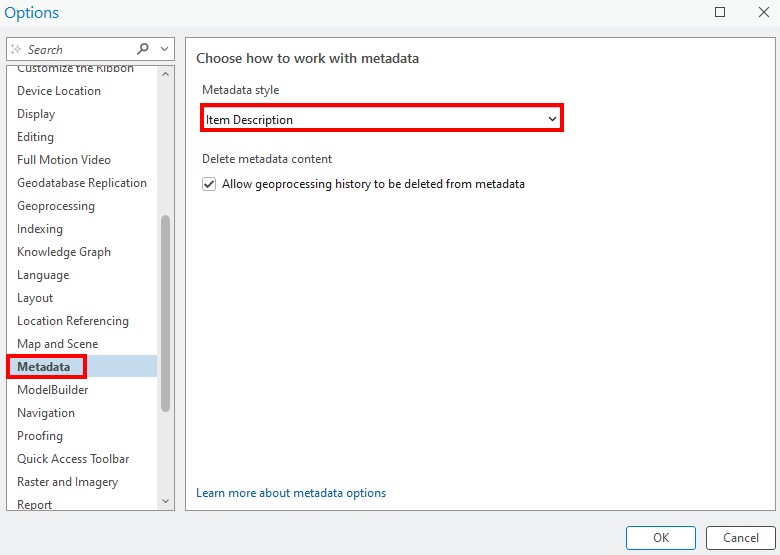 Options
Search
Customize the Ribbon
Device Location
Display
Editing
Full Motion Video
Geodatabase Replication
Geoprocessing
Indexing
Knowledge Graph
Language
Layout
Location Referencing
Map and Scene
Metadata
ModelBuilder
Navigation
Proofing
Quick Access Toolbar
Raster and Imagery
Report
Choose how to work with metadata
Metadata style
Item Description
Delete metadata content
Allow geoprocessing history to be deleted from metadata
Learn more about metadata options
OK
Cancel